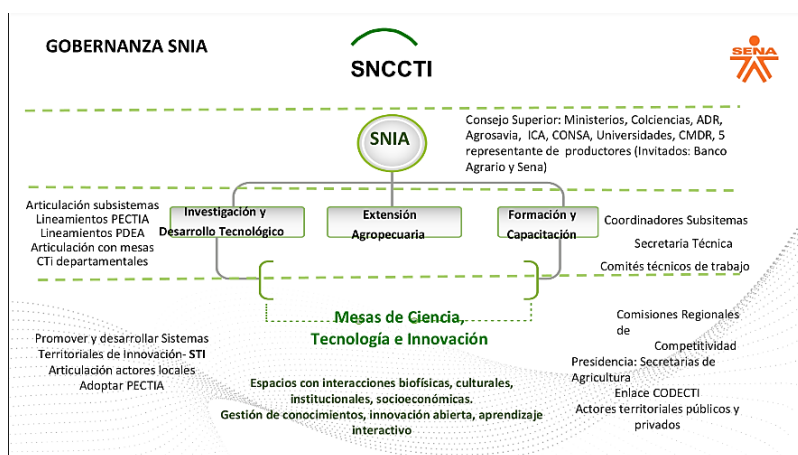 GOBERNANZA SNIA
SNCCTI
SENA
SNIA
Consejo Superior: Ministerios, Colciencias, ADR,
Agrosavia, ICA, CONSA, Universidades, CMDR, 5
representante de productores (Invitados: Banco
Agrario y Sena)
Articulación subsistemas
Lineamientos PECTIA
Lineamientos PDEA
Articulación con mesas
CTi departamentales
Investigación y
Desarrollo Tecnológico
Extensión
Agropecuaria
Formación y
Capacitación
Coordinadores Subsitemas
Secretaria Técnica
Comités técnicos de trabajo
Mesas de Ciencia,
Tecnología e Innovación
Promover y desarrollar Sistemas
Territoriales de Innovación- STI
Articulación actores locales
Adoptar PECTIA
Espacios con interacciones biofísicas, culturales,
institucionales, socioeconómicas.
Gestión de conocimientos, innovación abierta, aprendizaje
interactivo
Comisiones Regionales
de
Competitividad
Presidencia: Secretarias de
Agricultura
Enlace CODECTI
Actores territoriales públicos y
privados